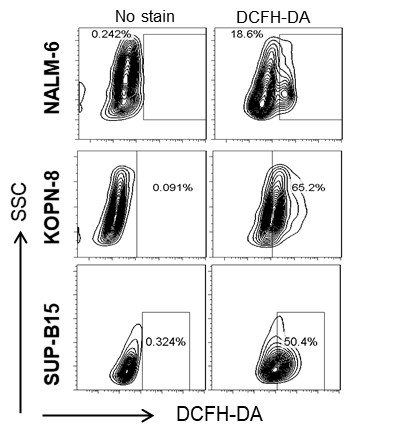 No stain DCFH-DA
NALM-6 0.242% 18.6%
KOPN-8 0.091% 65.2%
SUP-B15 0.324% 50.4%
SSC
DCFH-DA